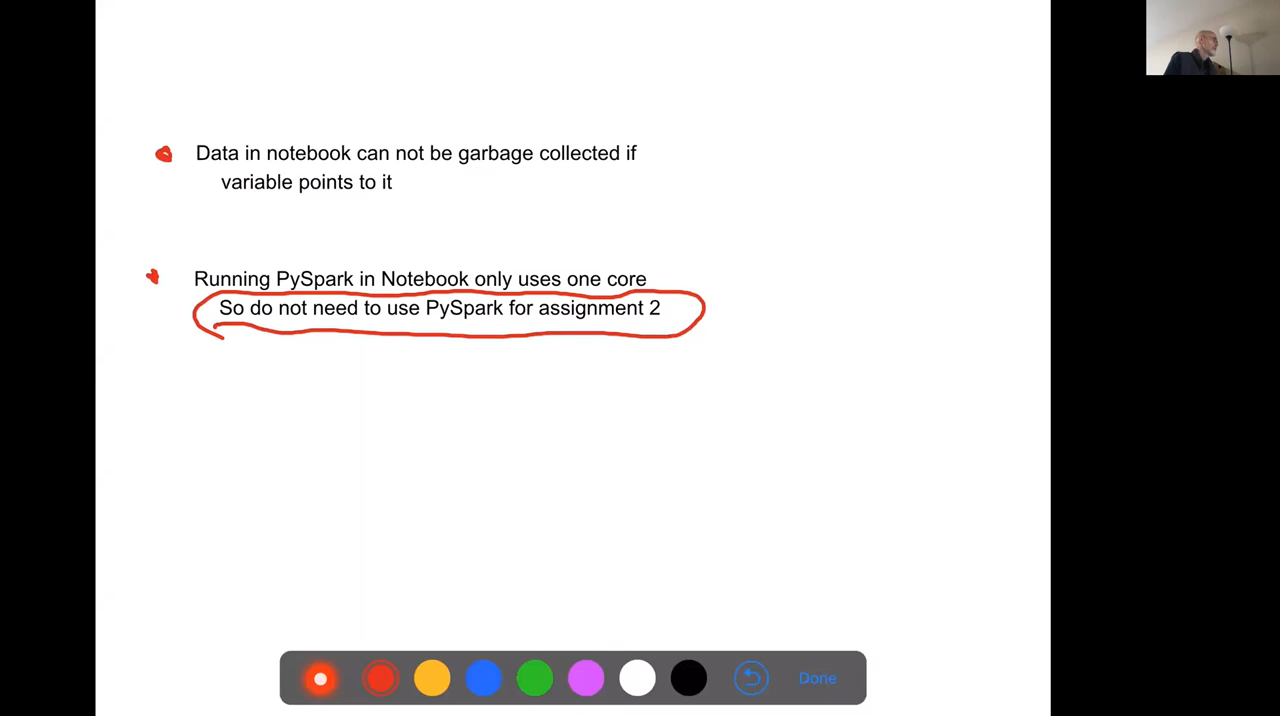 Data in notebook can not be garbage collected if
variable points to it
Running PySpark in Notebook only uses one core
So do not need to use PySpark for assignment 2
Done